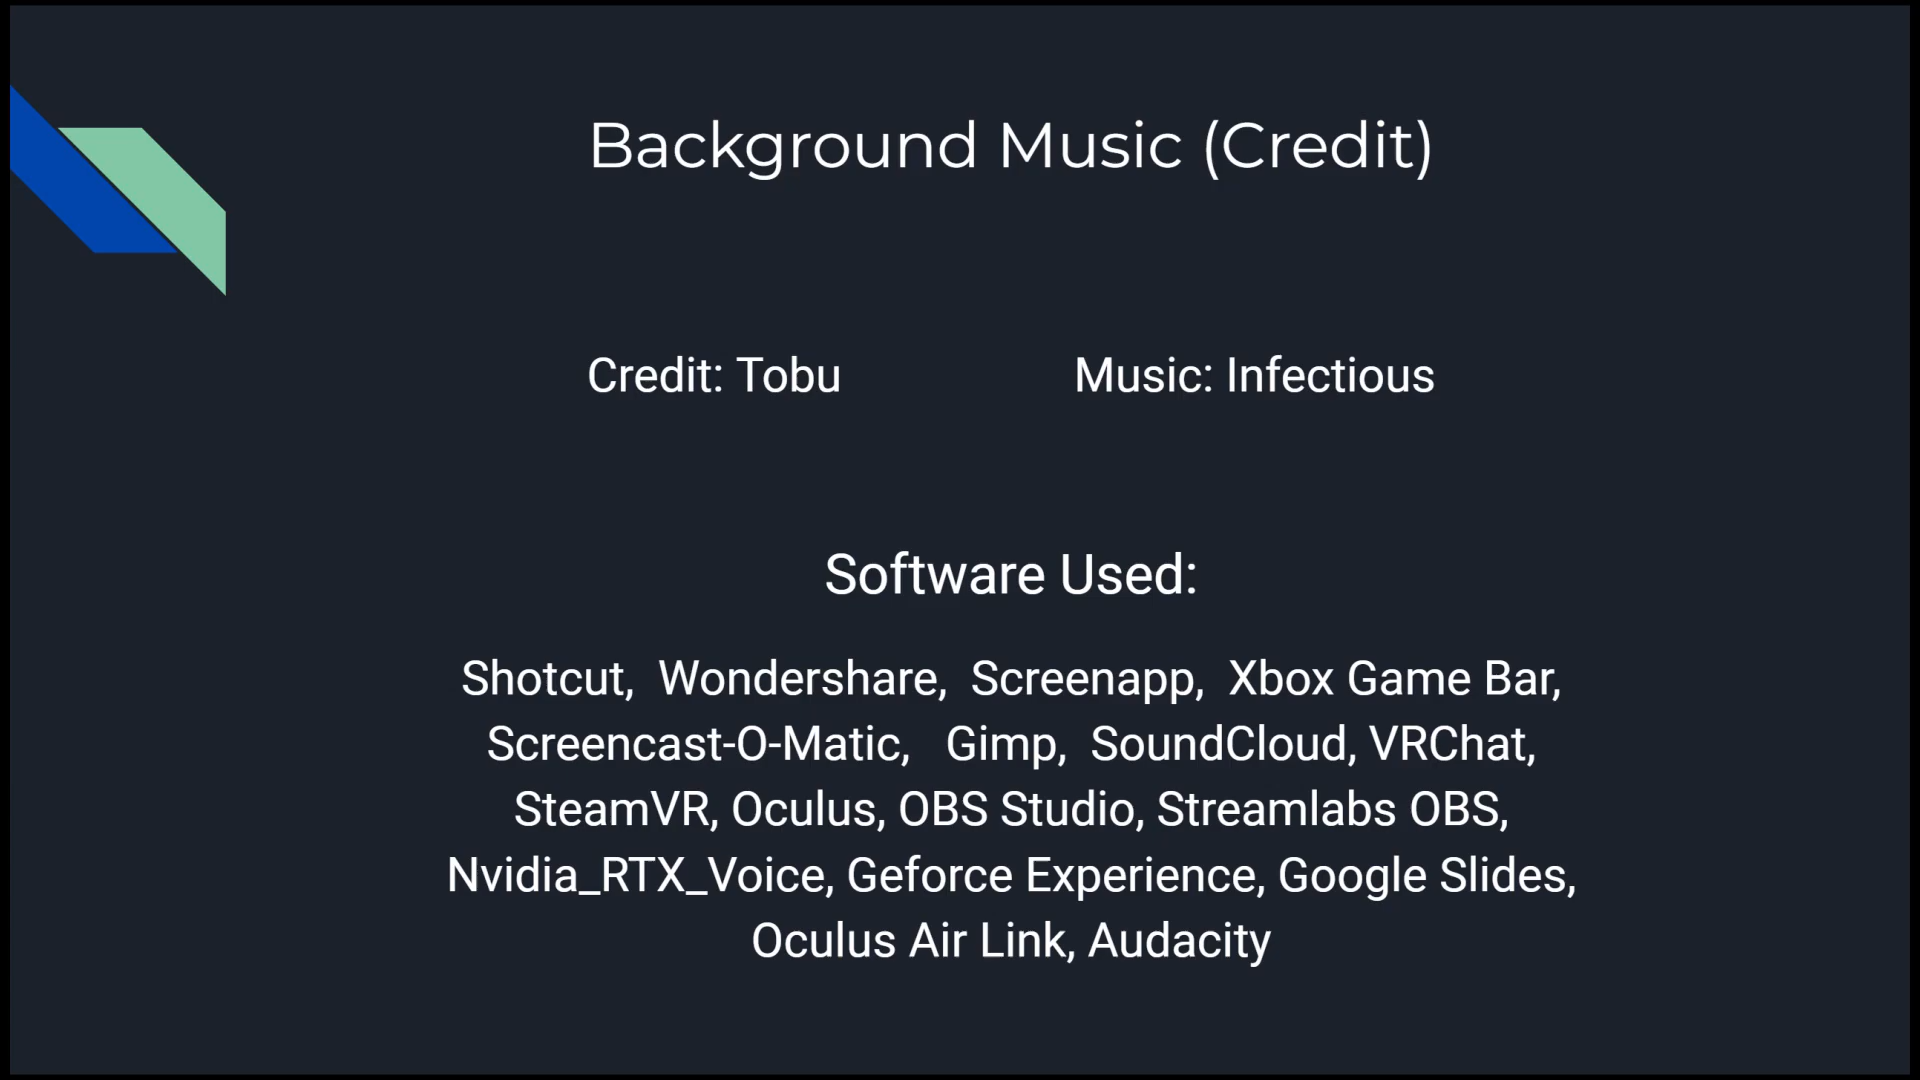 Background Music (Credit)
Credit: Tobu
Music: Infectious
Software Used:
Shotcut, Wondershare, Screenapp, Xbox Game Bar,
Screencast-O-Matic, Gimp, SoundCloud, VRChat,
SteamVR, Oculus, OBS Studio, Streamlabs OBS,
Nvidia_RTX_Voice, Geforce Experience, Google Slides,
Oculus Air Link, Audacity